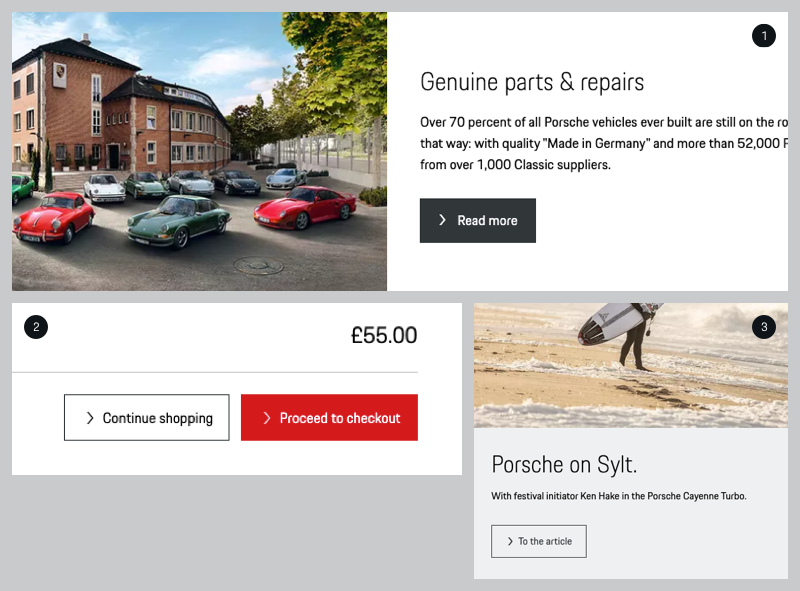 1
Genuine parts & repairs
Over 70 percent of all Porsche vehicles ever built are still on the ro
that way: with quality "Made in Germany" and more than 52,000
from over 1,000 Classic suppliers.
Read more
2
£55.00
Continue shopping
Proceed to checkout
3
Porsche on Sylt.
With festival initiator Ken Hake in the Porsche Cayenne Turbo.
To the article